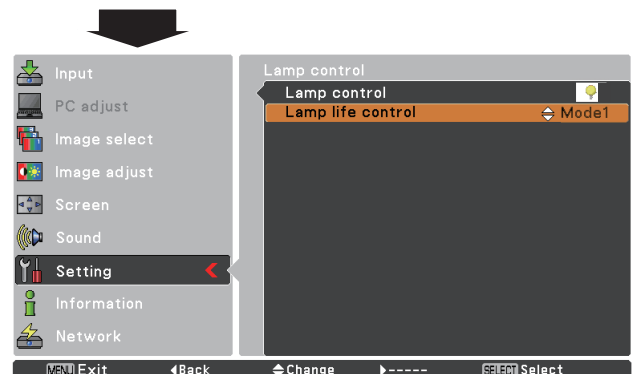 Input
PC adjust
Image select
Image adjust
Screen
Sound
Setting
Information
Network
Lamp control
Lamp control
Lamp life control Mode1
MENU Exit Back Change ----- SELECT Select